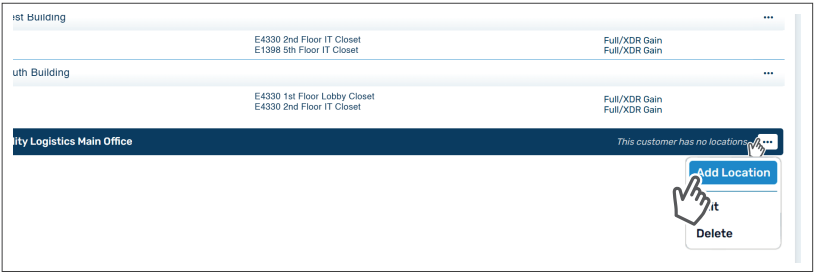 est Building ...
E4330 2nd Floor IT Closet Full/XDR Gain
E1398 5th Floor IT Closet Full/XDR Gain
uth Building ...
E4330 1st Floor Lobby Closet Full/XDR Gain
E4330 2nd Floor IT Closet Full/XDR Gain
lity Logistics Main Office This customer has no locations ...
Add Location
it
Delete